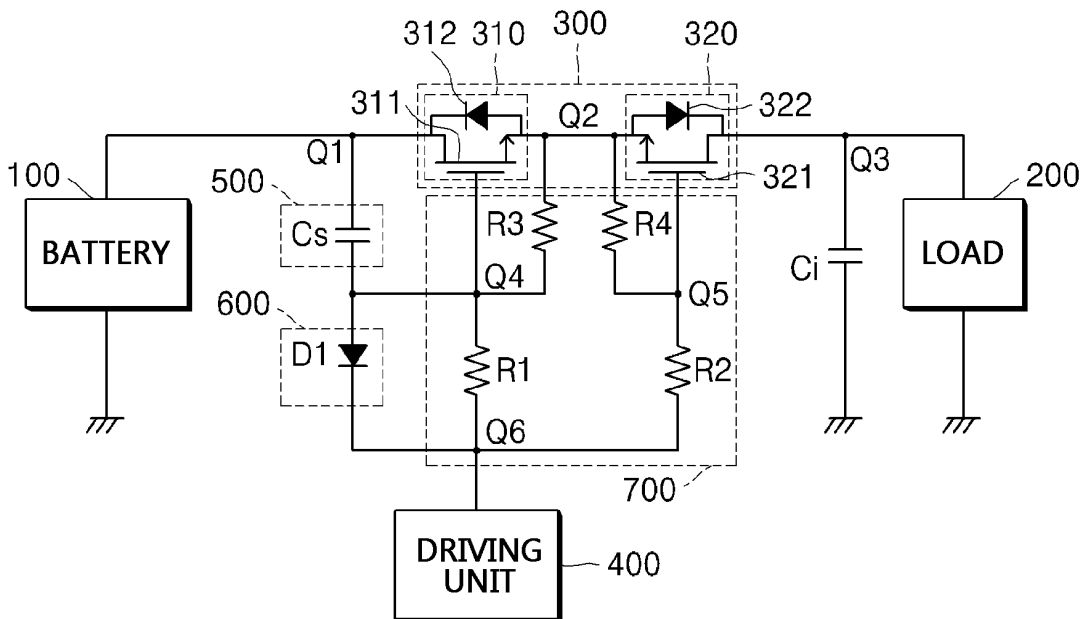 312 310 300 320
311 Q2 322
Q1 Q3
100 500 321 200
BATTERY Cs R3 R4 Ci LOAD
Q4 Q5
600
D1 R1 R2
Q6
700
DRIVING
UNIT 400